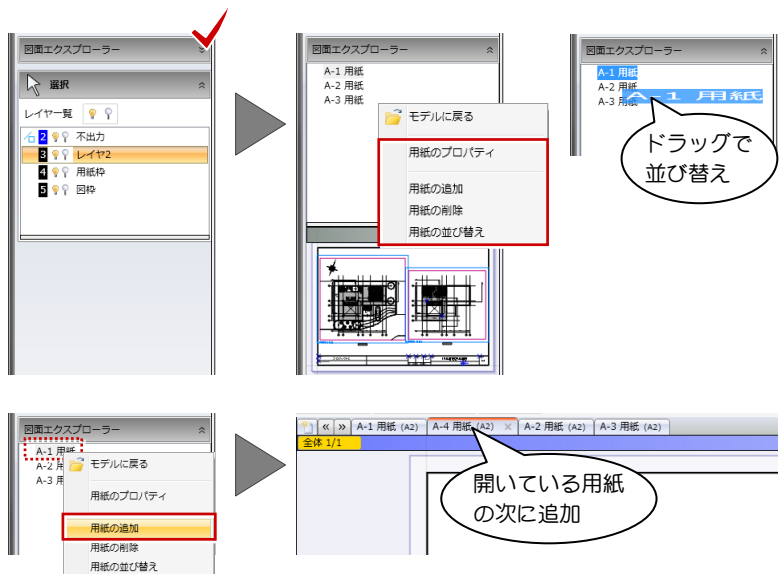 図面エクスプローラー
選択
レイヤ一覧
2 不出力
3 レイヤ2
4 用紙枠
5 図枠
図面エクスプローラー
A-1 用紙
A-2 用紙
A-3 用紙
モデルに戻る
用紙のプロパティ
用紙の追加
用紙の削除
用紙の並び替え
図面エクスプローラー
A-1 用紙
A-2 用紙
A-3 用紙
A-1 用紙
ドラッグで
並び替え
図面エクスプローラー
A-1 用紙
A-2 用
A-3 用
モデルに戻る
用紙のプロパティ
用紙の追加
用紙の削除
用紙の並び替え
A-1 用紙 (A2) A-4 用紙 (A2) A-2 用紙 (A2) A-3 用紙 (A2)
全体 1/1
開いている用紙
の次に追加